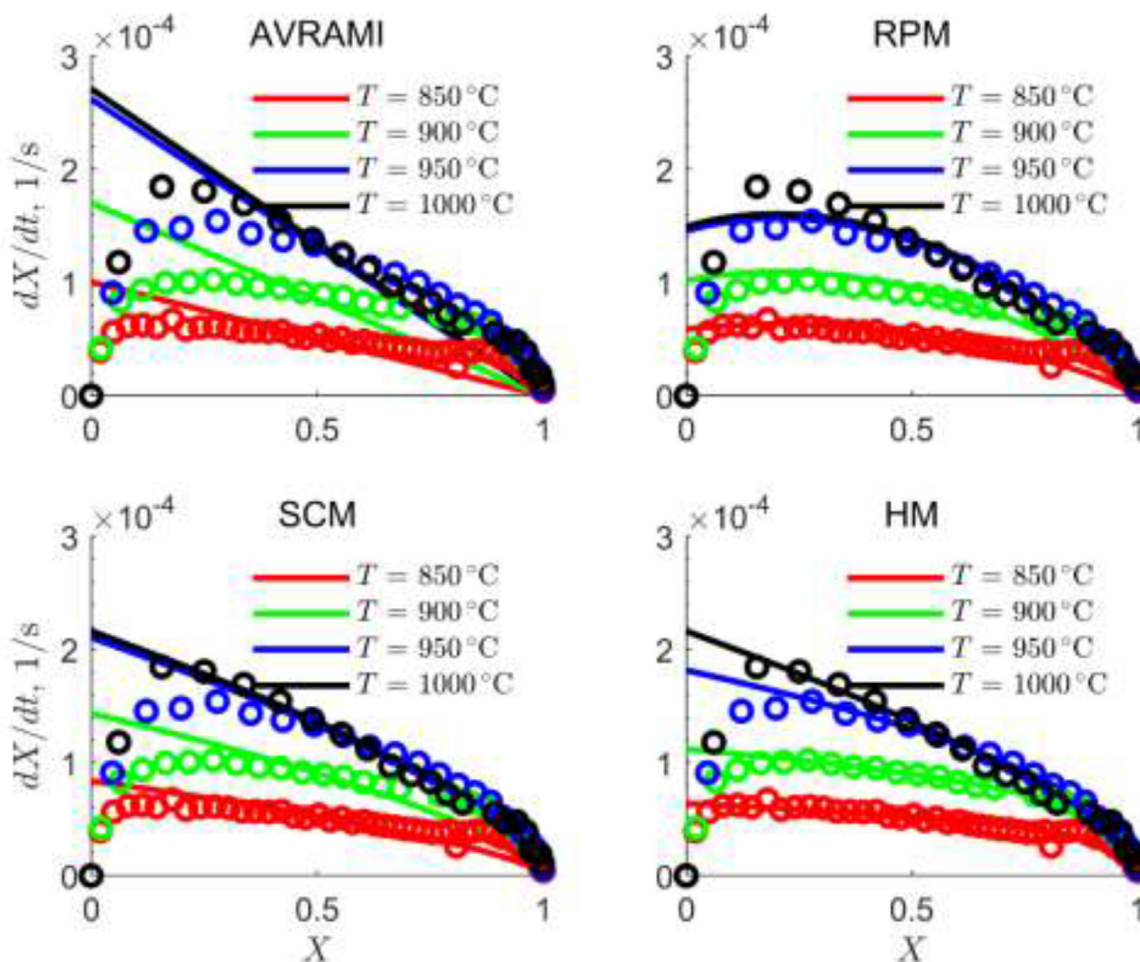 AVRAMI
×10⁻⁴
3
2
1
0
dX/dt, 1/s
T = 850 °C
T = 900 °C
T = 950 °C
T = 1000 °C
0 0.5 1
RPM
×10⁻⁴
3
2
1
0
T = 850 °C
T = 900 °C
T = 950 °C
T = 1000 °C
0 0.5 1
SCM
×10⁻⁴
3
2
1
0
dX/dt, 1/s
T = 850 °C
T = 900 °C
T = 950 °C
T = 1000 °C
0 0.5 1
X
HM
×10⁻⁴
3
2
1
0
T = 850 °C
T = 900 °C
T = 950 °C
T = 1000 °C
0 0.5 1
X